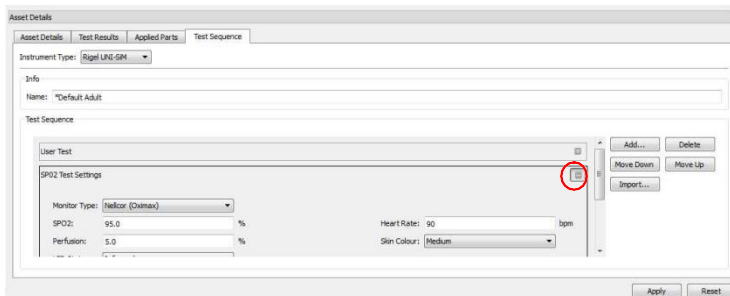 Asset Details
Asset Details Test Results Applied Parts Test Sequence
Instrument Type: Rigel UNI-SiM
Info
Name: *Default Adult
Test Sequence
User Test
Add... Delete
SPO2 Test Settings
Move Down Move Up
Import...
Monitor Type: Nellcor (Oximax)
SPO2: 95.0 % Heart Rate: 90 bpm
Perfusion: 5.0 % Skin Colour: Medium
Apply Reset